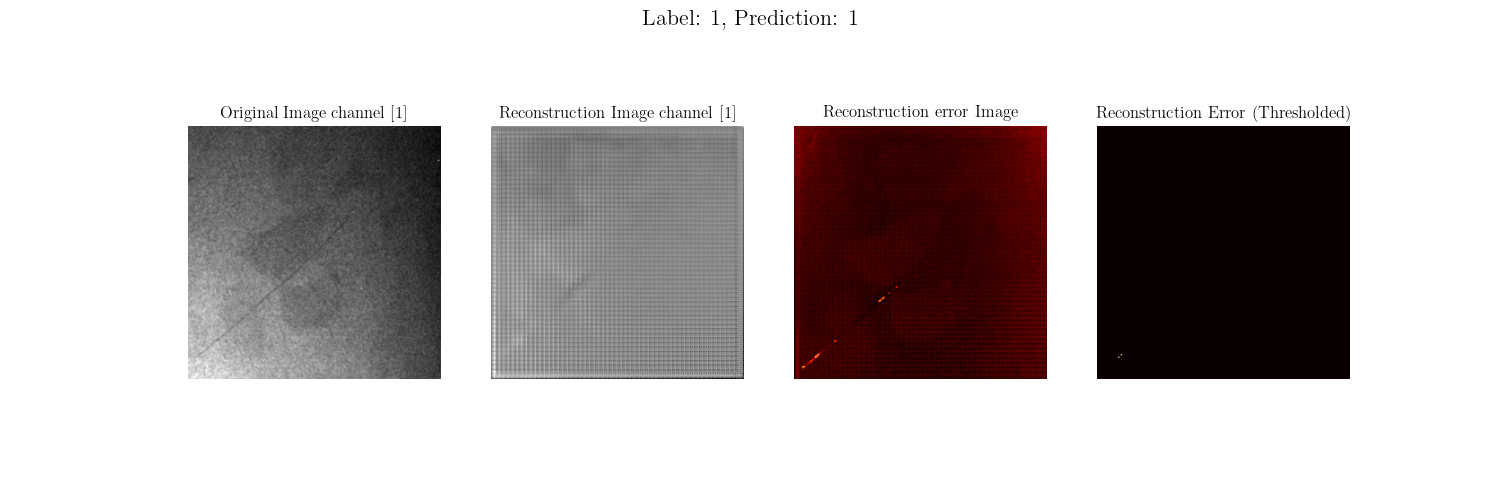 Label: 1, Prediction: 1
Original Image channel [1]
Reconstruction Image channel [1]
Reconstruction error Image
Reconstruction Error (Thresholded)